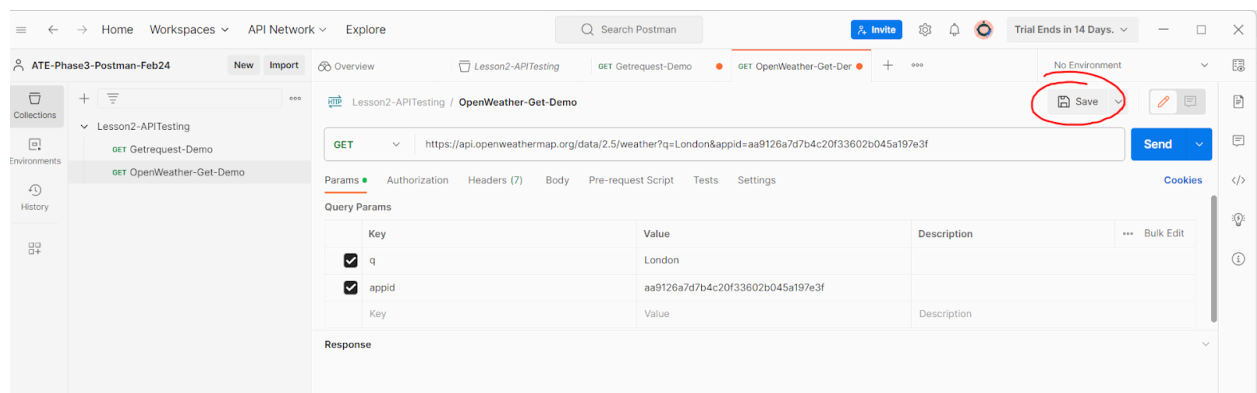 Home Workspaces API Network Explore Search Postman Invite Trial Ends in 14 Days.
ATE-Phase3-Postman-Feb24 New Import Overview Lesson2-APITesting GET Getrequest-Demo GET OpenWeather-Get-Der No Environment
Collections
Environments
History
Lesson2-APITesting
GET Getrequest-Demo
GET OpenWeather-Get-Demo
HTTP Lesson2-APITesting / OpenWeather-Get-Demo Save
GET https://api.openweathermap.org/data/2.5/weather?q=London&appid=aa9126a7d7b4c20f33602b045a197e3f Send
Params Authorization Headers (7) Body Pre-request Script Tests Settings Cookies
Query Params
Key Value Description Bulk Edit
q London
appid aa9126a7d7b4c20f33602b045a197e3f
Key Value Description
Response